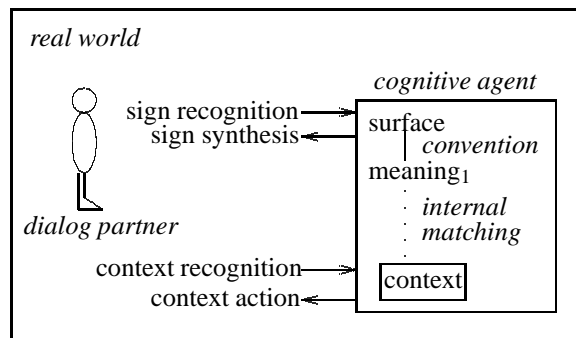 real world
cognitive agent
sign recognition
sign synthesis
surface
convention
meaning₁
internal
matching
dialog partner
context recognition
context action
context